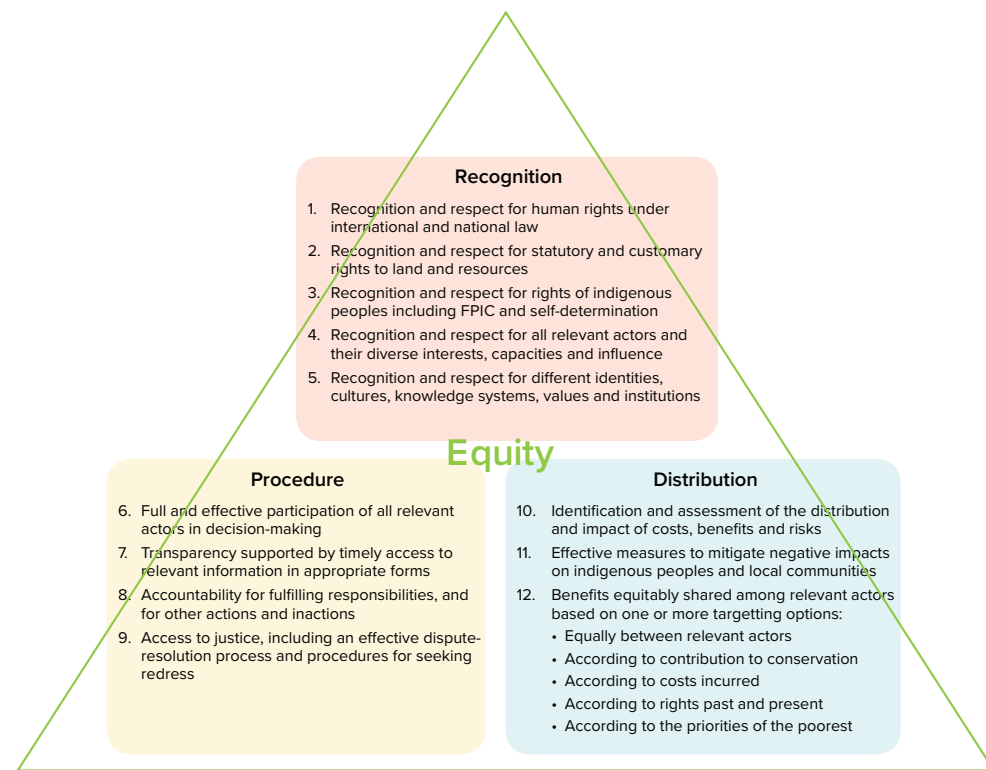 Recognition
1. Recognition and respect for human rights under
international and national law
2. Recognition and respect for statutory and customary
rights to land and resources
3. Recognition and respect for rights of indigenous
peoples including FPIC and self-determination
4. Recognition and respect for all relevant actors and
their diverse interests, capacities and influence
5. Recognition and respect for different identities,
cultures, knowledge systems, values and institutions
Equity
Procedure
6. Full and effective participation of all relevant
actors in decision-making
7. Transparency supported by timely access to
relevant information in appropriate forms
8. Accountability for fulfilling responsibilities, and
for other actions and inactions
9. Access to justice, including an effective dispute-
resolution process and procedures for seeking
redress
Distribution
10. Identification and assessment of the distribution
and impact of costs, benefits and risks
11. Effective measures to mitigate negative impacts
on indigenous peoples and local communities
12. Benefits equitably shared among relevant actors
based on one or more targetting options:
• Equally between relevant actors
• According to contribution to conservation
• According to costs incurred
• According to rights past and present
• According to the priorities of the poorest